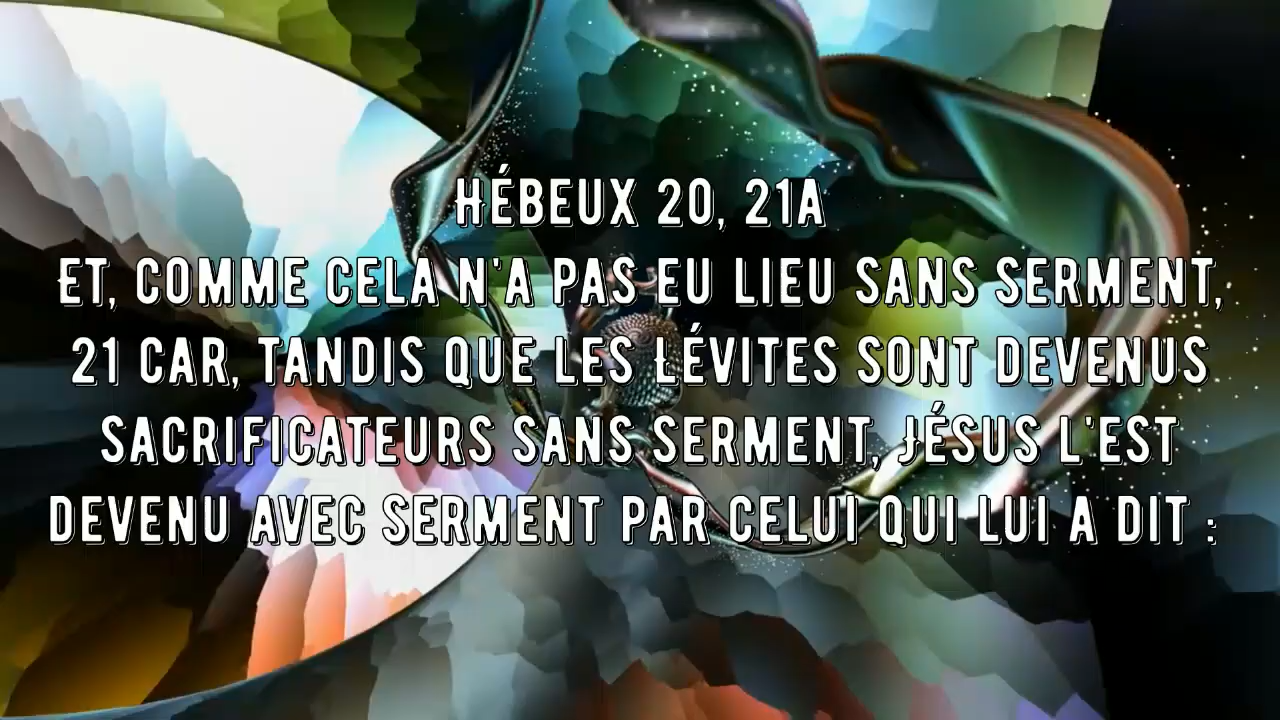 HÉBEUX 20, 21A
ET, COMME CELA N'A PAS EU LIEU SANS SERMENT,
21 CAR, TANDIS QUE LES LÉVITES SONT DEVENUS
SACRIFICATEURS SANS SERMENT, JÉSUS L'EST
DEVENU AVEC SERMENT PAR CELUI QUI LUI A DIT :